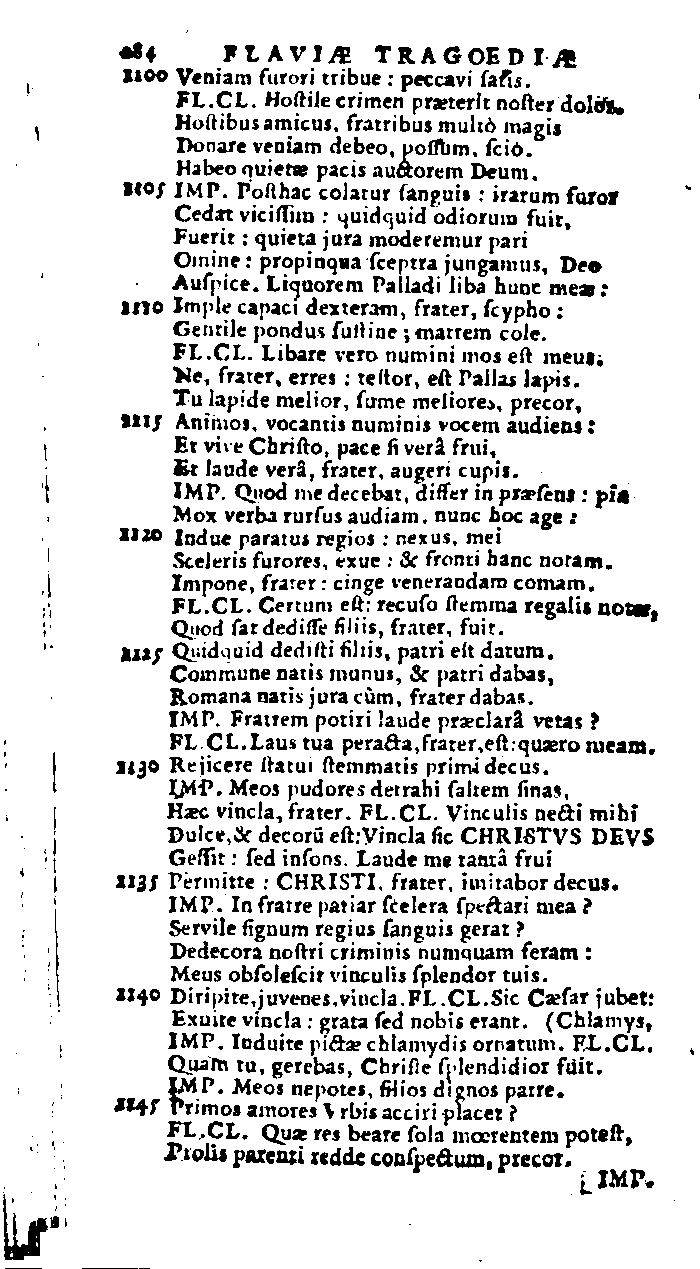 284 FLAVIÆ TRAGOEDIÆ
1100 Veniam furori tribue : peccavi ſatis.
FL.CL. Hoſtile crimen præterit noſter dolor.
Hoſtibus amicus, fratribus multò magis
Donare veniam debeo, poſſum, ſciò.
Habeo quietæ pacis auctorem Deum.
1105 IMP. Poſthac colatur ſanguis : irarum furor
Cedat viciſſim : quidquid odiorum fuit,
Fuerit : quieta jura moderemur pari
Omine : propinqua ſceptra jungamus, Deo
Auſpice. Liquorem Palladi liba hunc meæ :
1110 Imple capaci dexteram, frater, ſcypho :
Gentile pondus ſuſtine ; matrem cole.
FL.CL. Libare vero numini mos eſt meus;
Ne, frater, erres : teſtor, eſt Pallas lapis.
Tu lapide melior, ſume meliores, precor,
1115 Animos, vocantis numinis vocem audiens :
Et vive Chriſto, pace ſi verâ frui,
Et laude verâ, frater, augeri cupis.
IMP. Quod me decebat, differ in præſens : pia
Mox verba rurſus audiam, nunc hoc age :
1120 Indue paratus regios : nexus, mei
Sceleris furores, exue : & fronti hanc notam.
Impone, frater : cinge venerandam comam.
FL.CL. Certum eſt: recuſo ſtemma regalis notæ,
Quod ſat dediſſe filiis, frater, fuit.
1125 Quidquid dediſti filiis, patri eſt datum.
Commune natis munus, & patri dabas,
Romana natis jura cùm, frater dabas.
IMP. Fratrem potiri laude præclarâ vetas ?
FL.CL. Laus tua peracta, frater, eſt: quæro meam.
1130 Rejicere ſtatui ſtemmatis primi decus.
IMP. Meos pudores detrahi ſaltem ſinas,
Hæc vincla, frater. FL.CL. Vinculis necti mihi
Dulce, & decorū eſt: Vincla ſic CHRISTVS DEVS
Geſſit : ſed inſons. Laude me tantâ frui
1135 Permitte : CHRISTI, frater, imitabor decus.
IMP. In fratre patiar ſcelera ſpectari mea ?
Servile ſignum regius ſanguis gerat ?
Dedecora noſtri criminis numquam feram :
Meus obſoleſcit vinculis ſplendor tuis.
1140 Diripite, juvenes, vincla. FL.CL. Sic Cæſar jubet:
Exuite vincla : grata ſed nobis erant. (Chlamys,
IMP. Induite pictæ chlamydis ornatum. FL.CL.
Quam tu, gerebas, Chriſte ſplendidior fuit.
IMP. Meos nepotes, filios dignos patre.
1145 Primos amores Vrbis acciri placet ?
FL.CL. Quæ res beare ſola mœrentem poteſt,
Prolis parenti redde conſpectum, precor.
IMP.